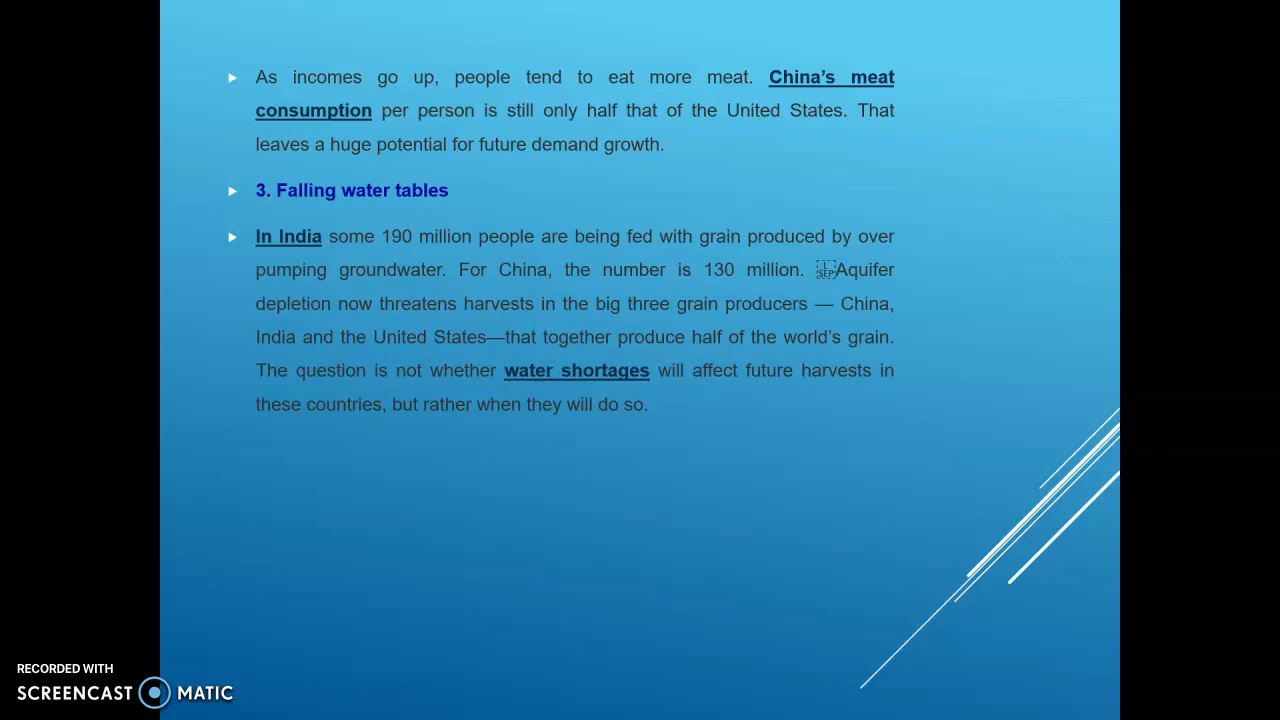 As incomes go up, people tend to eat more meat. China's meat
consumption per person is still only half that of the United States. That
leaves a huge potential for future demand growth.
3. Falling water tables
In India some 190 million people are being fed with grain produced by over
pumping groundwater. For China, the number is 130 million. Aquifer
depletion now threatens harvests in the big three grain producers — China,
India and the United States—that together produce half of the world's grain.
The question is not whether water shortages will affect future harvests in
these countries, but rather when they will do so.
RECORDED WITH
SCREENCAST MATIC